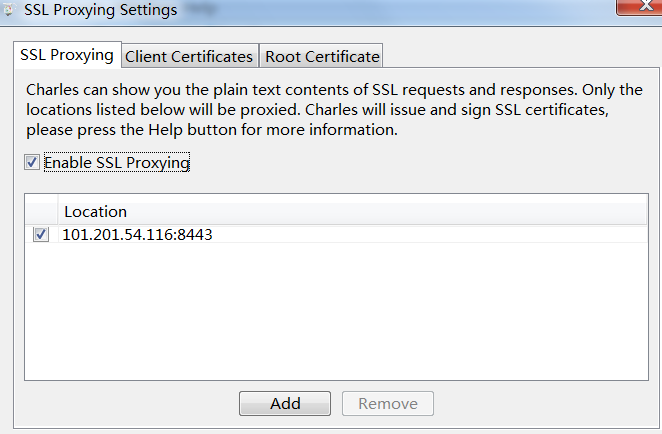 SSL Proxying Settings
Help
SSL Proxying Client Certificates Root Certificate
Charles can show you the plain text contents of SSL requests and responses. Only the
locations listed below will be proxied. Charles will issue and sign SSL certificates,
please press the Help button for more information.
Enable SSL Proxying
Location
101.201.54.116:8443
Add Remove